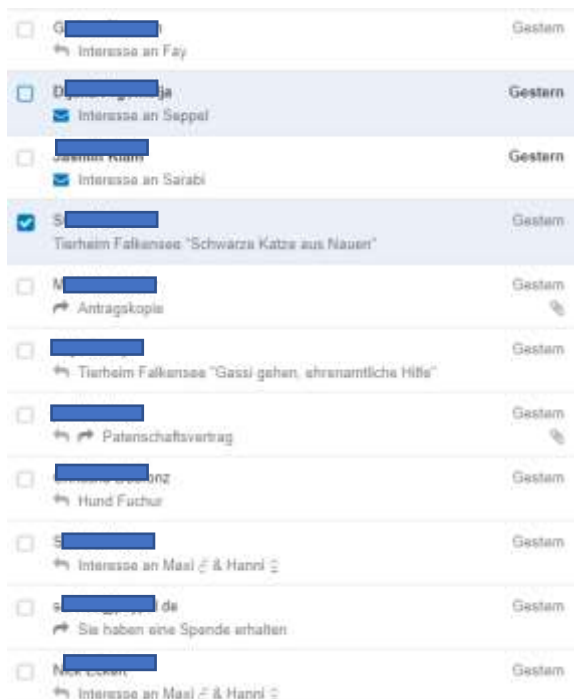 Gestern
Interesse an Fay
Gestern
Interesse an Seppel
Gestern
Interesse an Sarabi
Gestern
Tierheim Falkensee "Schwarze Katze aus Nauen"
Gestern
Antragskopie
Gestern
Tierheim Falkensee "Gassi gehen, ehrenamtliche Hilfe"
Gestern
Patenschaftsvertrag
Gestern
Hund Fuchur
Gestern
Interesse an Maxi & Hanni
de Gestern
Sie haben eine Spende erhalten
Gestern
Interesse an Maxi & Hanni